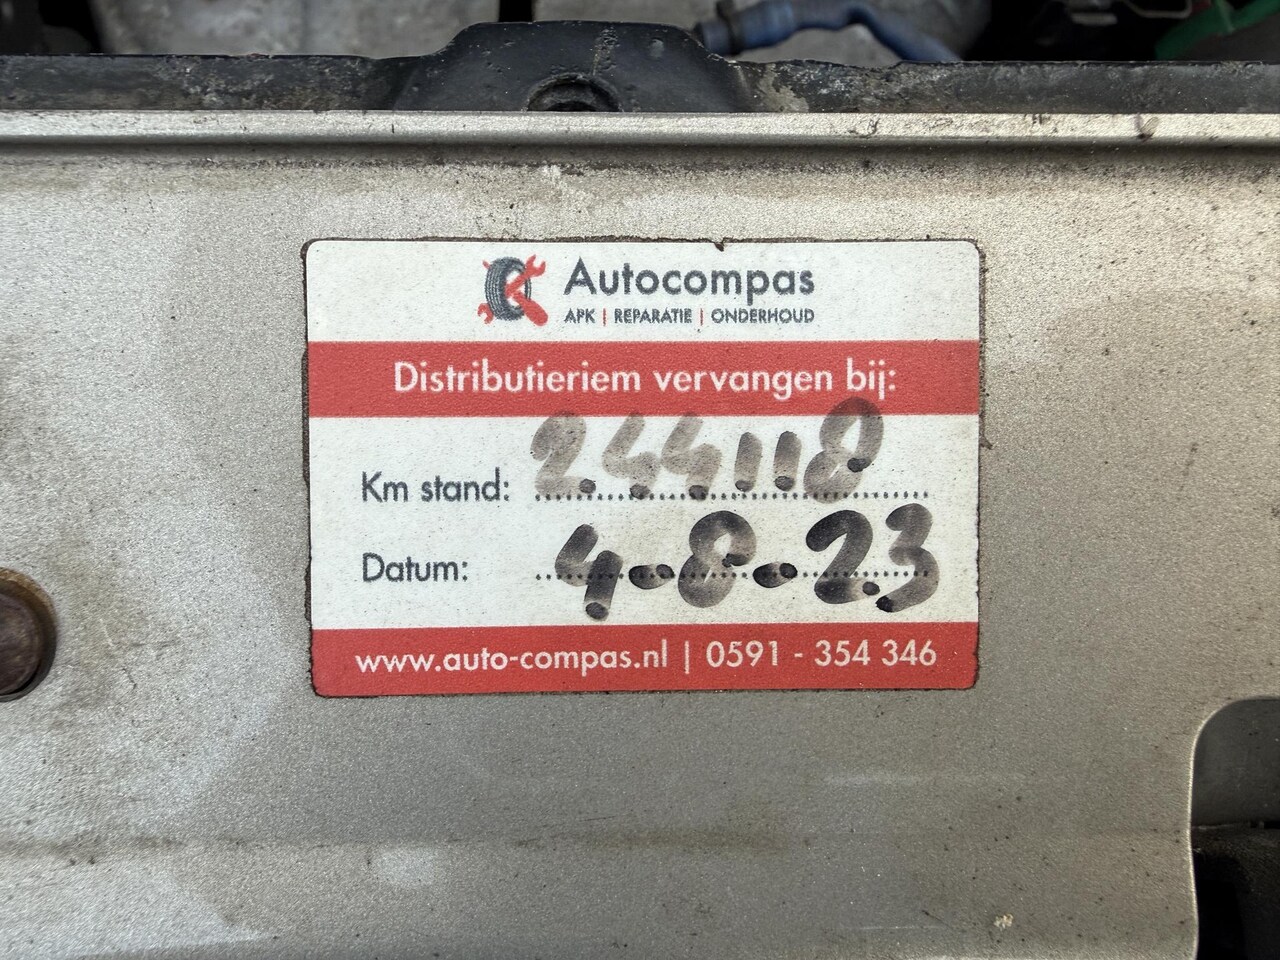 Autocompas
APK | REPARATIE | ONDERHOUD
Distributieriem vervangen bij:
Km stand: 244118
Datum: 4-8-23
www.auto-compas.nl | 0591 - 354 346